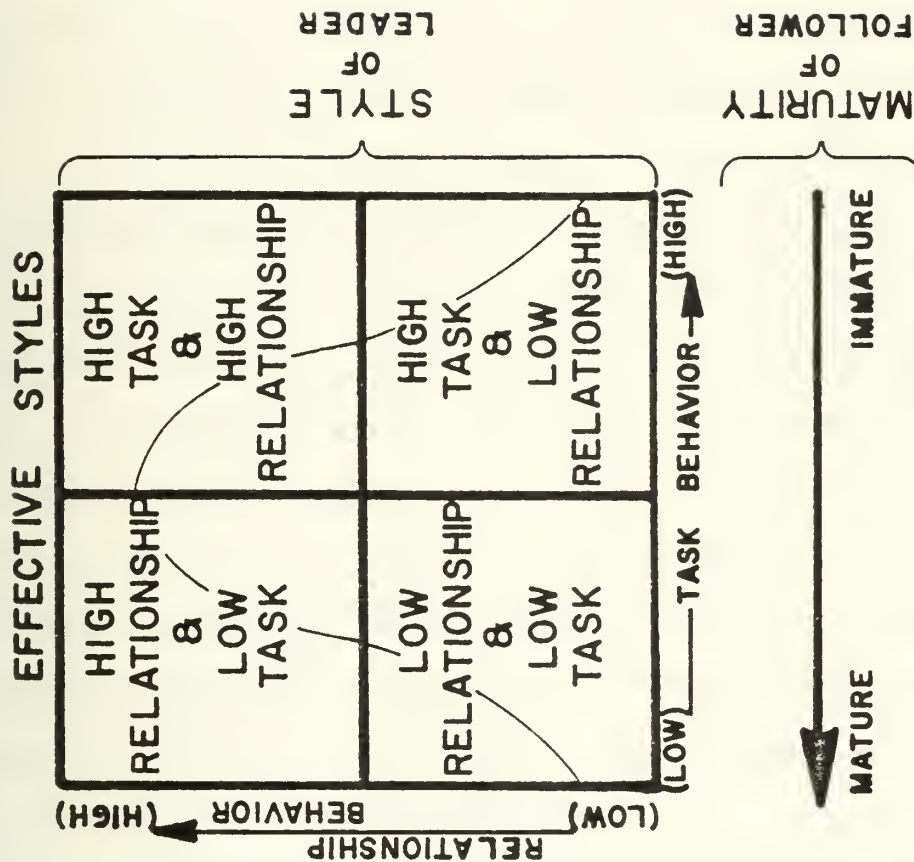 EFFECTIVE STYLES
(HIGH)
RELATIONSHIP
BEHAVIOR
(LOW)
HIGH
RELATIONSHIP
&
LOW
TASK
HIGH
TASK
&
HIGH
RELATIONSHIP
LOW
RELATIONSHIP
&
LOW
TASK
HIGH
TASK
&
LOW
RELATIONSHIP
STYLE
OF
LEADER
(LOW) TASK BEHAVIOR (HIGH)
MATURE IMMATURE
MATURITY
OF
FOLLOWER